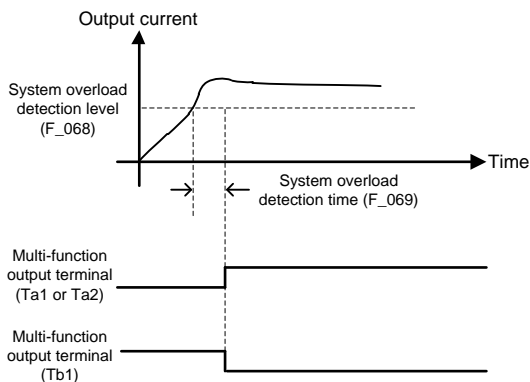 Output current
System overload
detection level
(F_068)
Time
System overload
detection time (F_069)
Multi-function
output terminal
(Ta1 or Ta2)
Multi-function
output terminal
(Tb1)